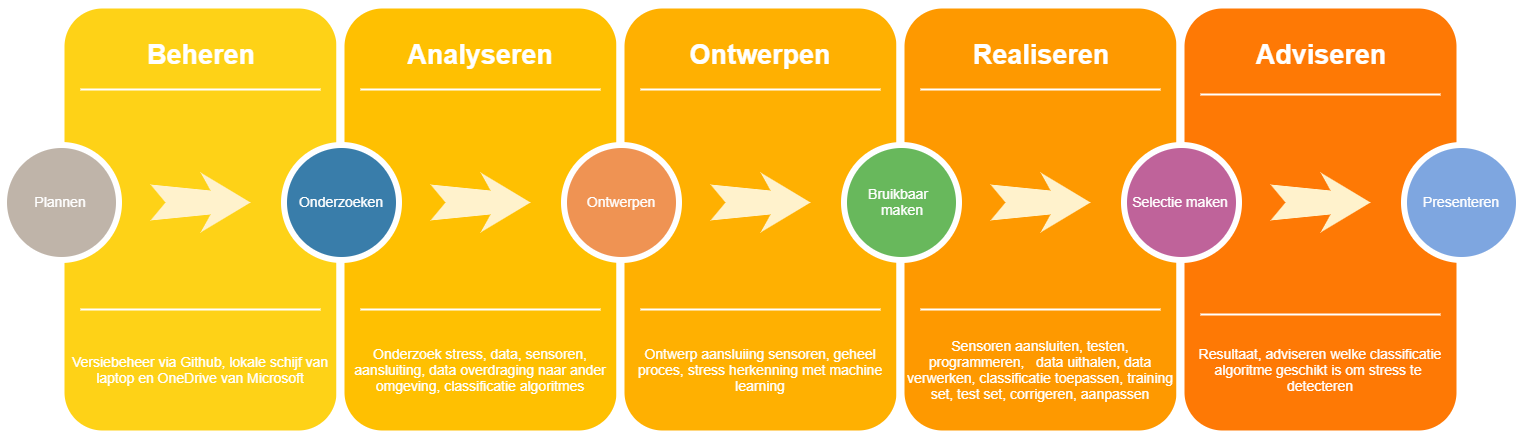 Beheren
Analyseren
Ontwerpen
Realiseren
Adviseren
Plannen
Onderzoeken
Ontwerpen
Bruikbaar
maken
Selectie maken
Presenteren
Versiebeheer via Github, lokale schijf van
laptop en OneDrive van Microsoft
Onderzoek stress, data, sensoren,
aansluiting, data overdraging naar ander
omgeving, classificatie algoritmes
Ontwerp aansluiing sensoren, geheel
proces, stress herkenning met machine
learning
Sensoren aansluiten, testen,
programmeren, data uithalen, data
verwerken, classificatie toepassen, training
set, test set, corrigeren, aanpassen
Resultaat, adviseren welke classificatie
algoritme geschikt is om stress te
detecteren